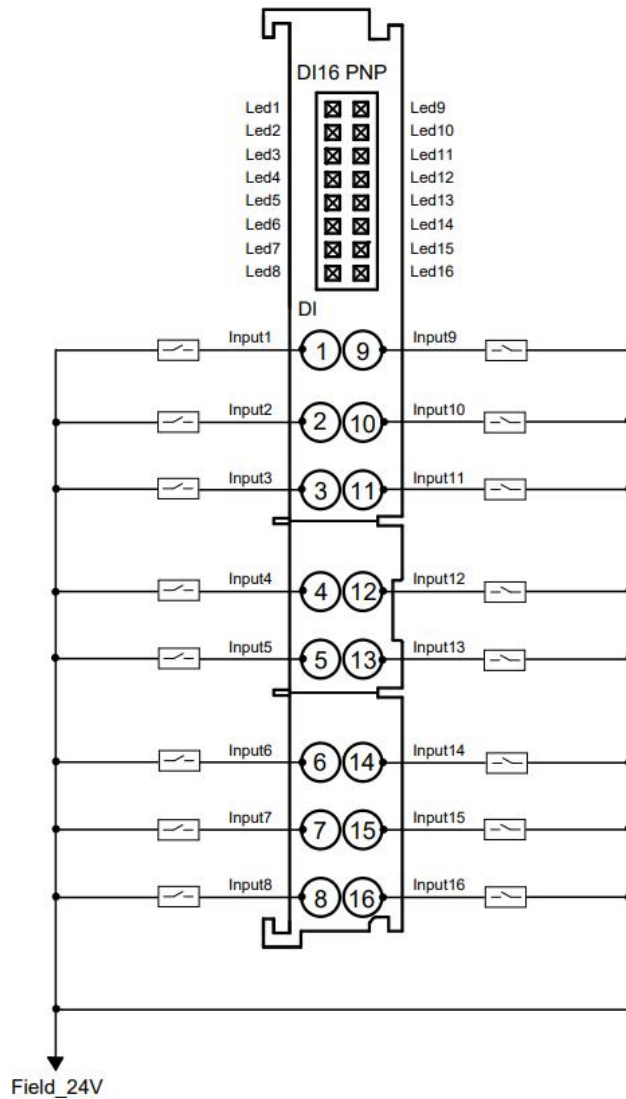 DI16 PNP
Led1 Led9
Led2 Led10
Led3 Led11
Led4 Led12
Led5 Led13
Led6 Led14
Led7 Led15
Led8 Led16
DI
Input1 1 9 Input9
Input2 2 10 Input10
Input3 3 11 Input11
Input4 4 12 Input12
Input5 5 13 Input13
Input6 6 14 Input14
Input7 7 15 Input15
Input8 8 16 Input16
Field_24V